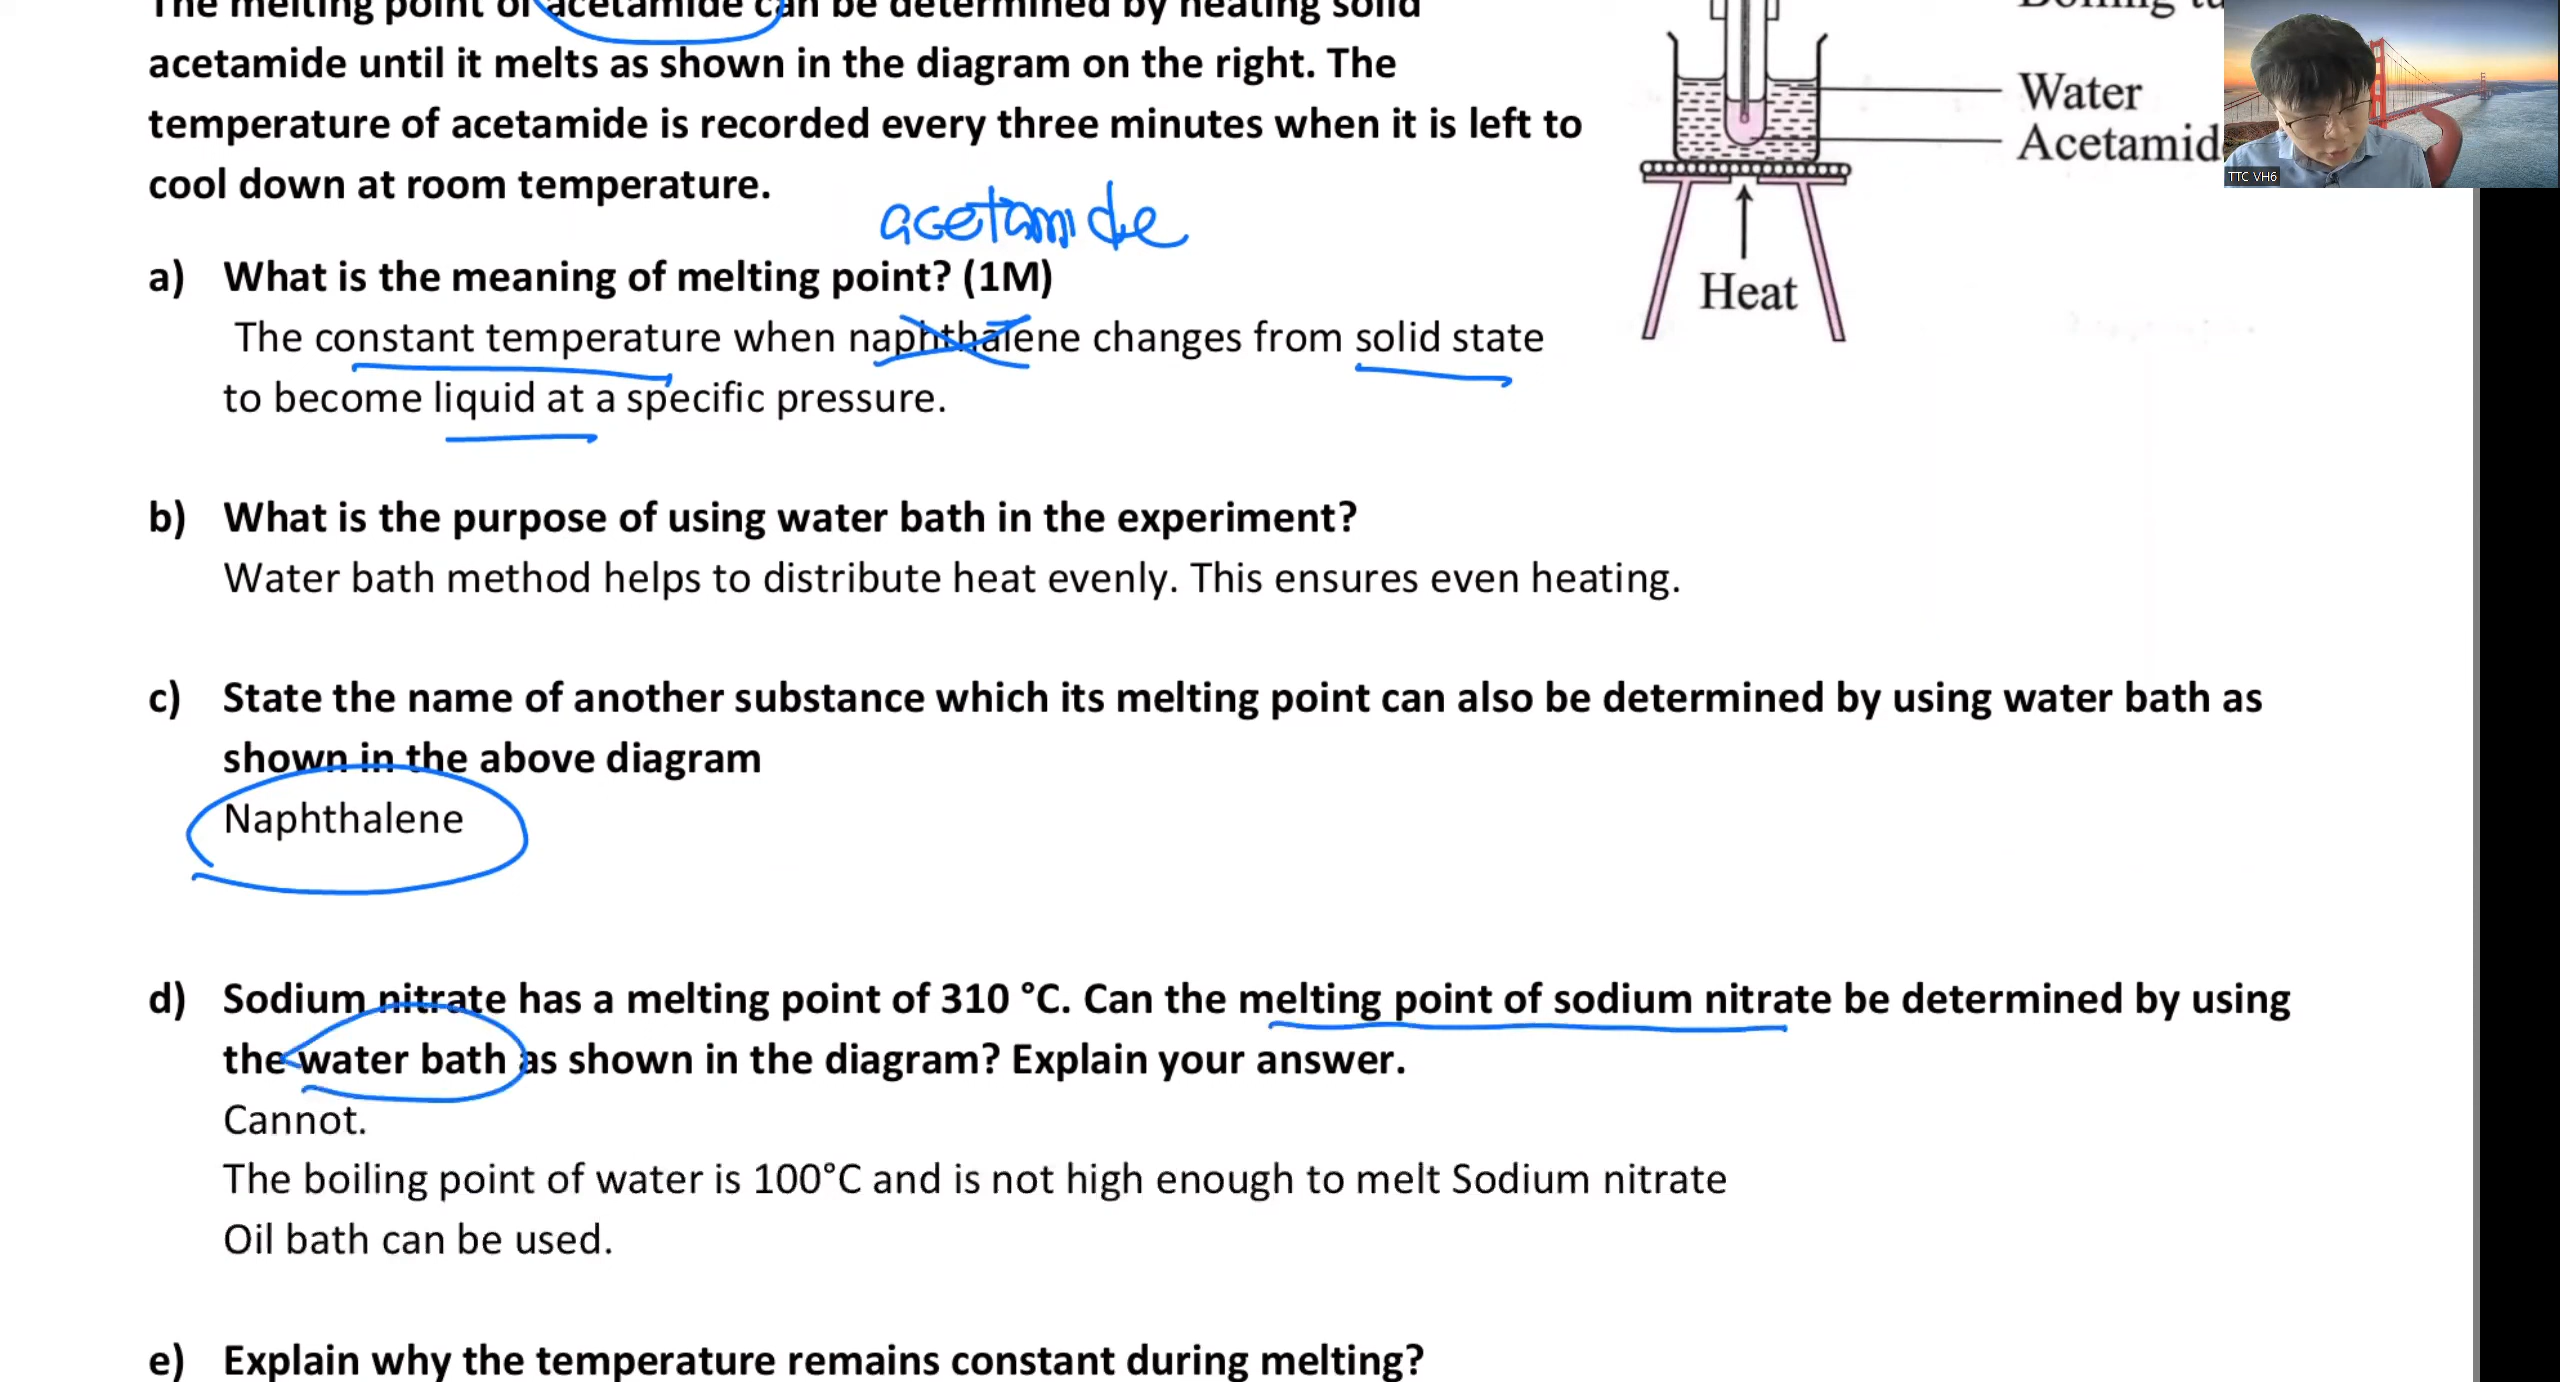 The melting point of acetamide can be determined by heating solid
acetamide until it melts as shown in the diagram on the right. The
temperature of acetamide is recorded every three minutes when it is left to
cool down at room temperature.
Boiling tu
Water
Acetamid
Heat
TTC VH6
acetamide
a) What is the meaning of melting point? (1M)
The constant temperature when naphthalene changes from solid state
to become liquid at a specific pressure.
b) What is the purpose of using water bath in the experiment?
Water bath method helps to distribute heat evenly. This ensures even heating.
c) State the name of another substance which its melting point can also be determined by using water bath as
shown in the above diagram
Naphthalene
d) Sodium nitrate has a melting point of 310 °C. Can the melting point of sodium nitrate be determined by using
the water bath as shown in the diagram? Explain your answer.
Cannot.
The boiling point of water is 100°C and is not high enough to melt Sodium nitrate
Oil bath can be used.
e) Explain why the temperature remains constant during melting?